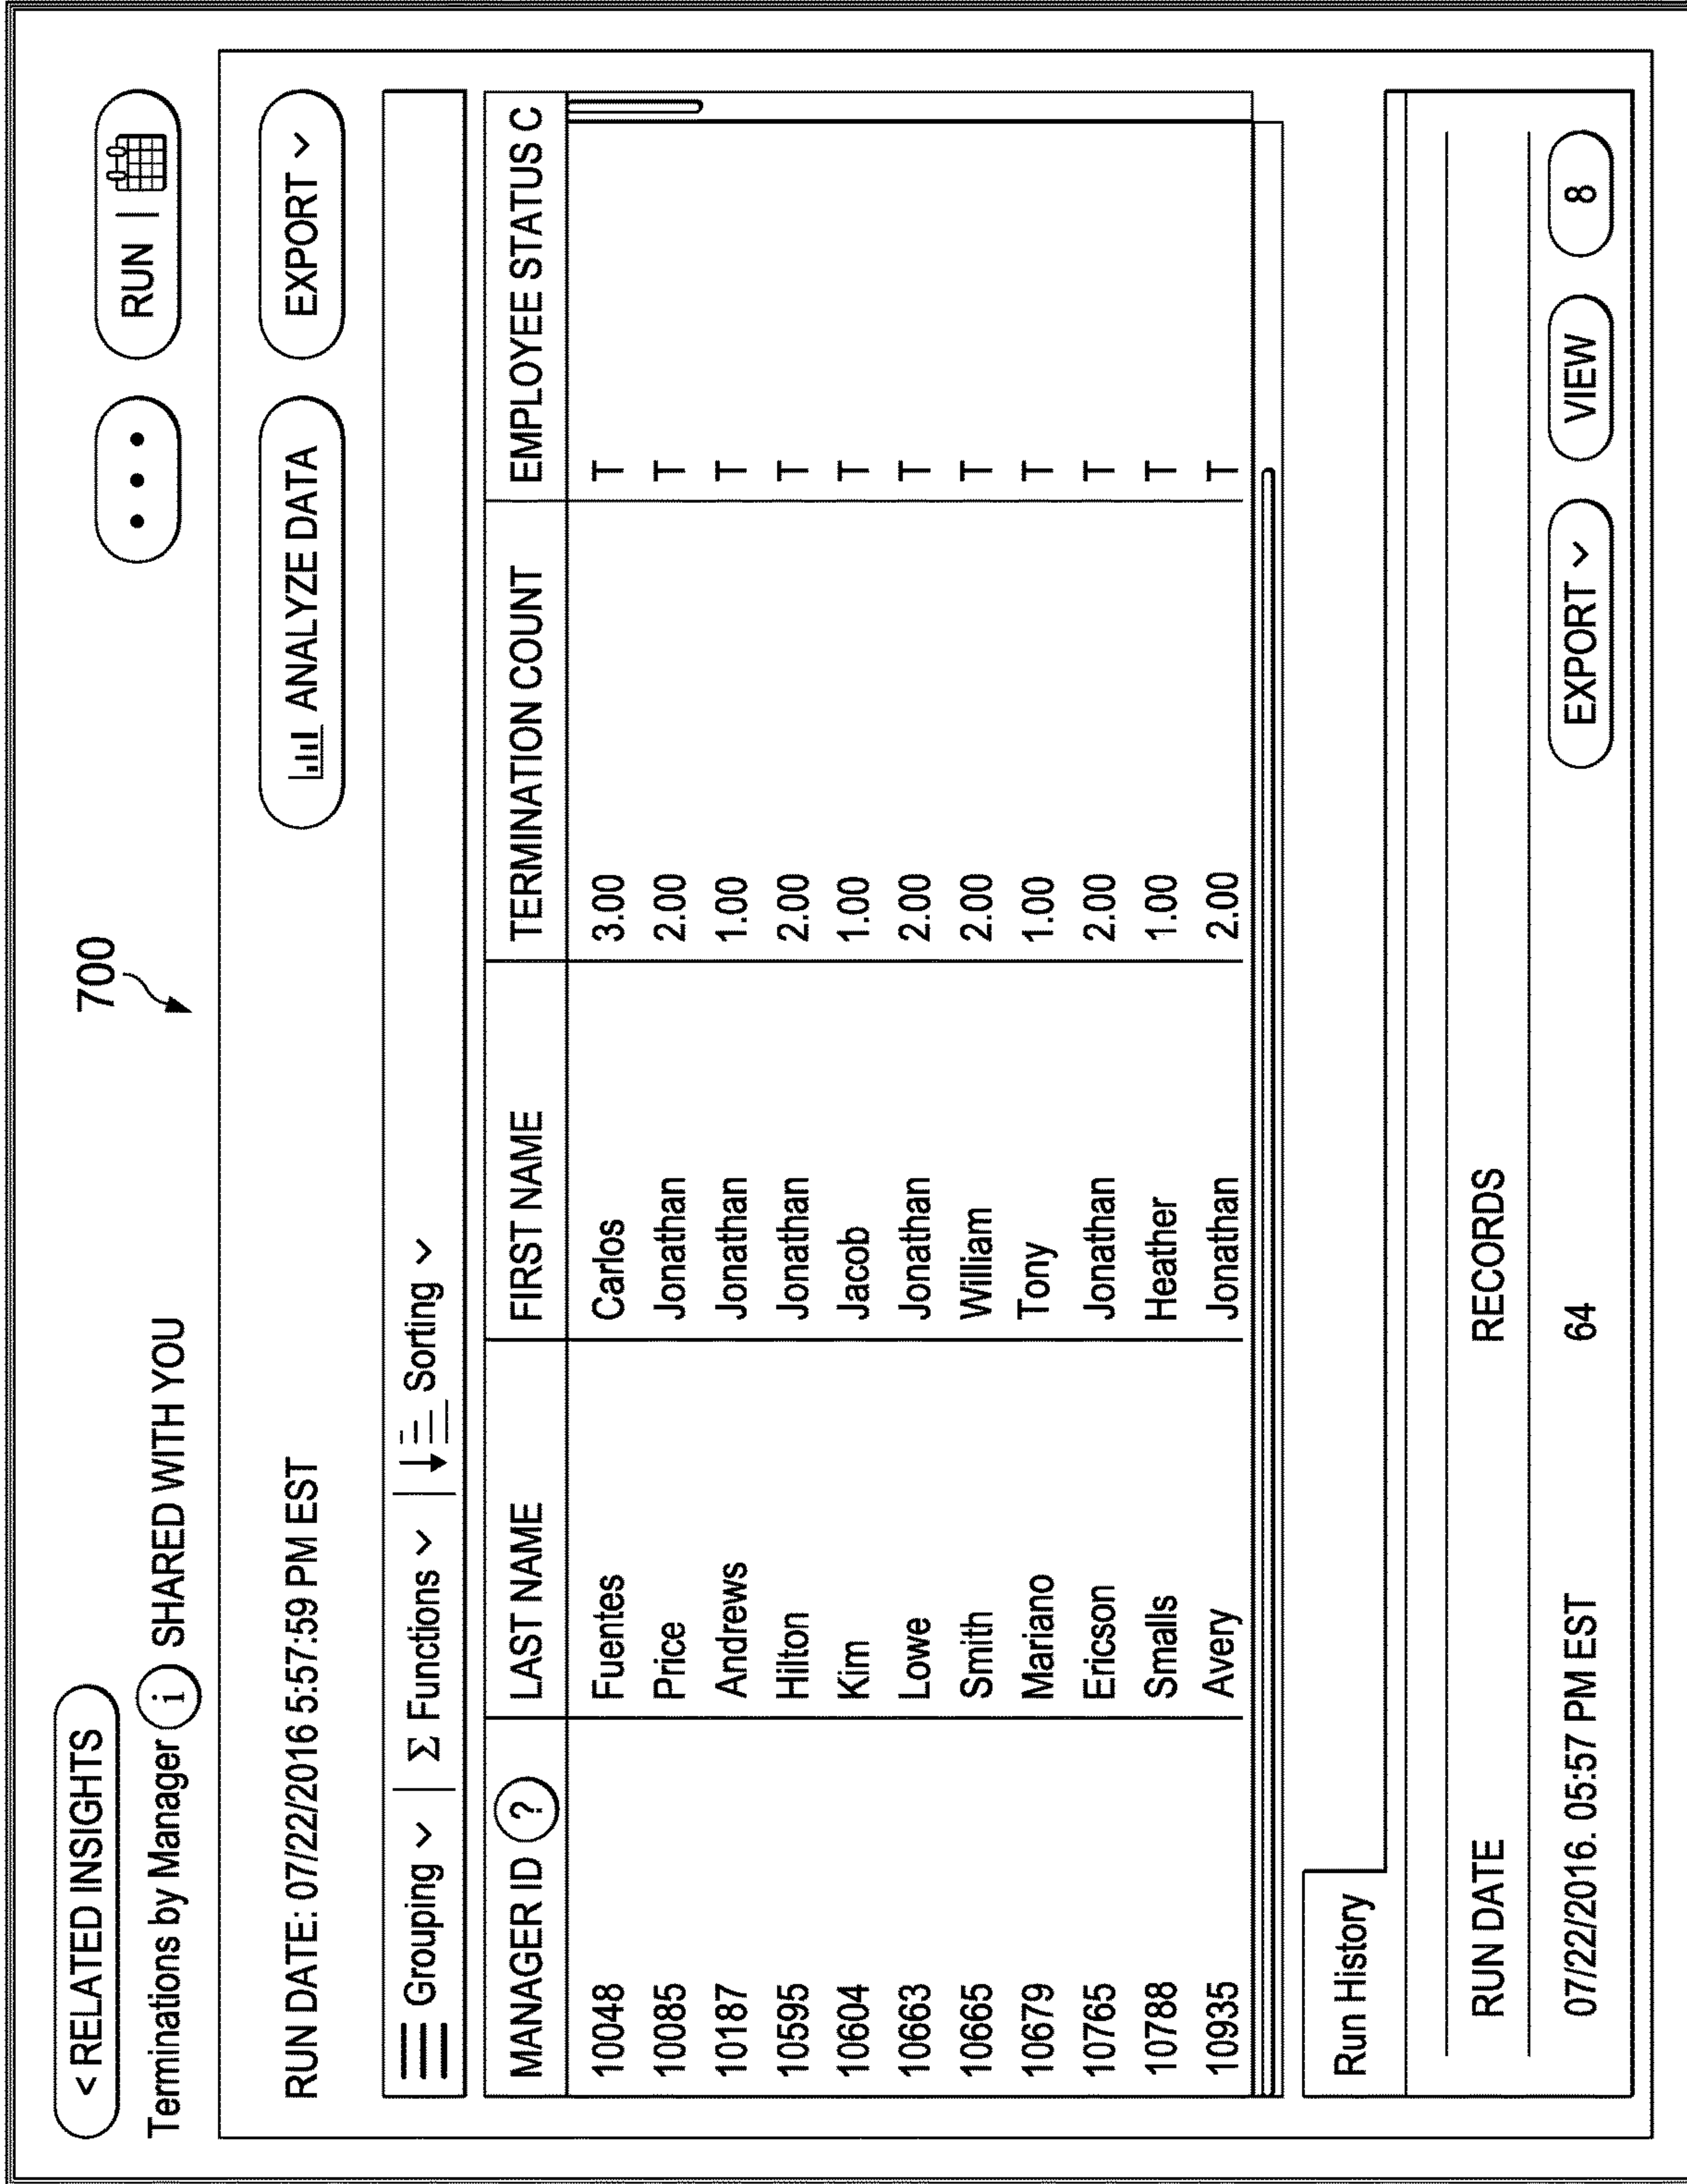 700
< RELATED INSIGHTS
Terminations by Manager i SHARED WITH YOU
• • • RUN |
RUN DATE: 07/22/2016 5:57:59 PM EST ANALYZE DATA EXPORT
Grouping | Σ Functions | Sorting
MANAGER ID ? LAST NAME FIRST NAME TERMINATION COUNT EMPLOYEE STATUS C
10048 Fuentes Carlos 3.00 T
10085 Price Jonathan 2.00 T
10187 Andrews Jonathan 1.00 T
10595 Hilton Jonathan 2.00 T
10604 Kim Jacob 1.00 T
10663 Lowe Jonathan 2.00 T
10665 Smith William 2.00 T
10679 Mariano Tony 1.00 T
10765 Ericson Jonathan 2.00 T
10788 Smalls Heather 1.00 T
10935 Avery Jonathan 2.00 T
Run History
RUN DATE RECORDS
07/22/2016. 05:57 PM EST 64 EXPORT VIEW 8